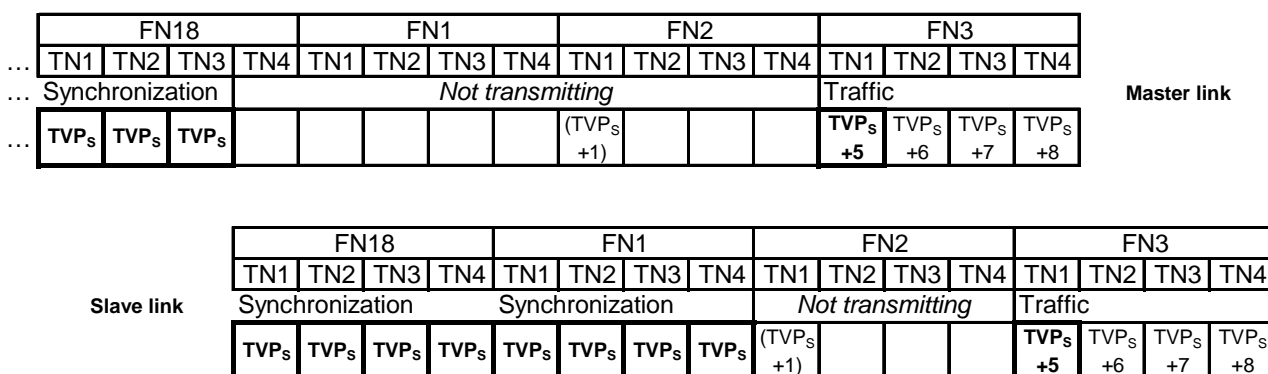 FN18 FN1 FN2 FN3
… TN1 TN2 TN3 TN4 TN1 TN2 TN3 TN4 TN1 TN2 TN3 TN4 TN1 TN2 TN3 TN4
… Synchronization Not transmitting Traffic Master link
… TVPS TVPS TVPS (TVPS +1) TVPS +5 TVPS +6 TVPS +7 TVPS +8
FN18 FN1 FN2 FN3
TN1 TN2 TN3 TN4 TN1 TN2 TN3 TN4 TN1 TN2 TN3 TN4 TN1 TN2 TN3 TN4
Slave link Synchronization Synchronization Not transmitting Traffic
TVPS TVPS TVPS TVPS TVPS TVPS TVPS TVPS (TVPS +1) TVPS +5 TVPS +6 TVPS +7 TVPS +8